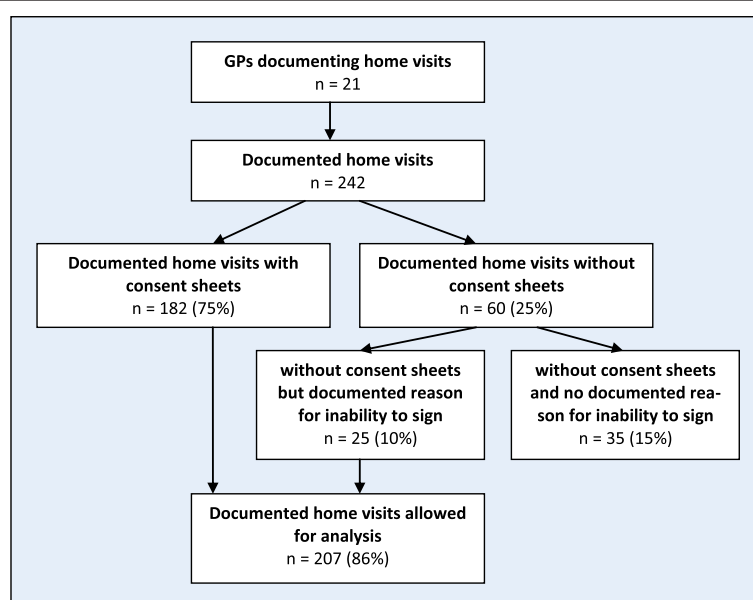 GPs documenting home visits
n = 21
Documented home visits
n = 242
Documented home visits with
consent sheets
n = 182 (75%)
Documented home visits without
consent sheets
n = 60 (25%)
without consent sheets
but documented reason
for inability to sign
n = 25 (10%)
without consent sheets
and no documented rea-
son for inability to sign
n = 35 (15%)
Documented home visits allowed
for analysis
n = 207 (86%)